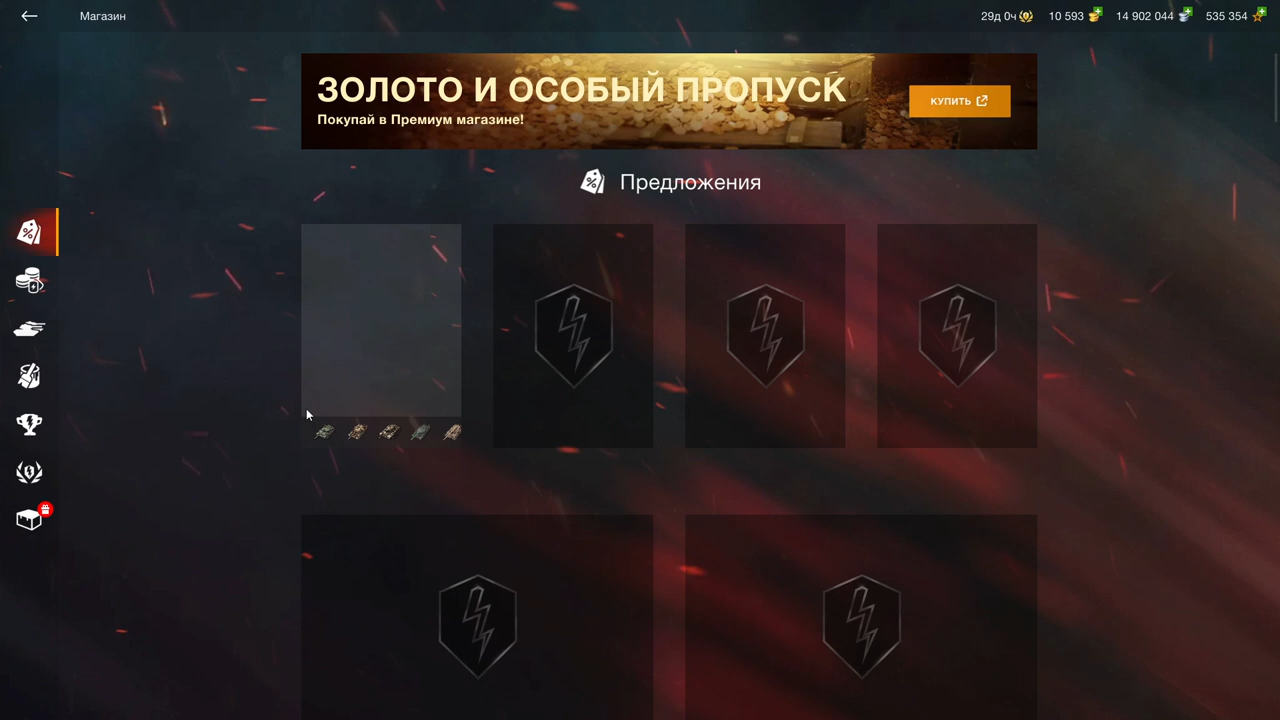 Магазин
29д 0ч
10 593
14 902 044
535 354
ЗОЛОТО И ОСОБЫЙ ПРОПУСК
Покупай в Премиум магазине!
КУПИТЬ
Предложения